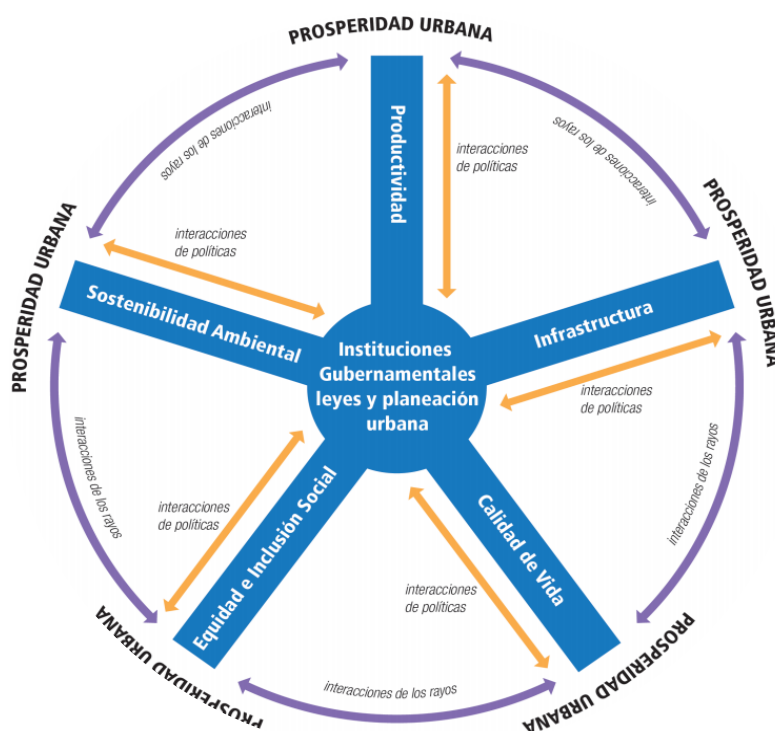 PROSPERIDAD URBANA
interacciones de los rayos
interacciones de los rayos
Productividad
interacciones
de políticas
PROSPERIDAD URBANA
PROSPERIDAD URBANA
interacciones
de políticas
Sostenibilidad Ambiental
Infrastructura
Instituciones
Gubernamentales
leyes y planeación
urbana
interacciones
de políticas
interacciones de los rayos
interacciones de los rayos
interacciones
de políticas
Equidad e Inclusión Social
Calidad de Vida
interacciones
de políticas
PROSPERIDAD URBANA
PROSPERIDAD URBANA
interacciones de los rayos